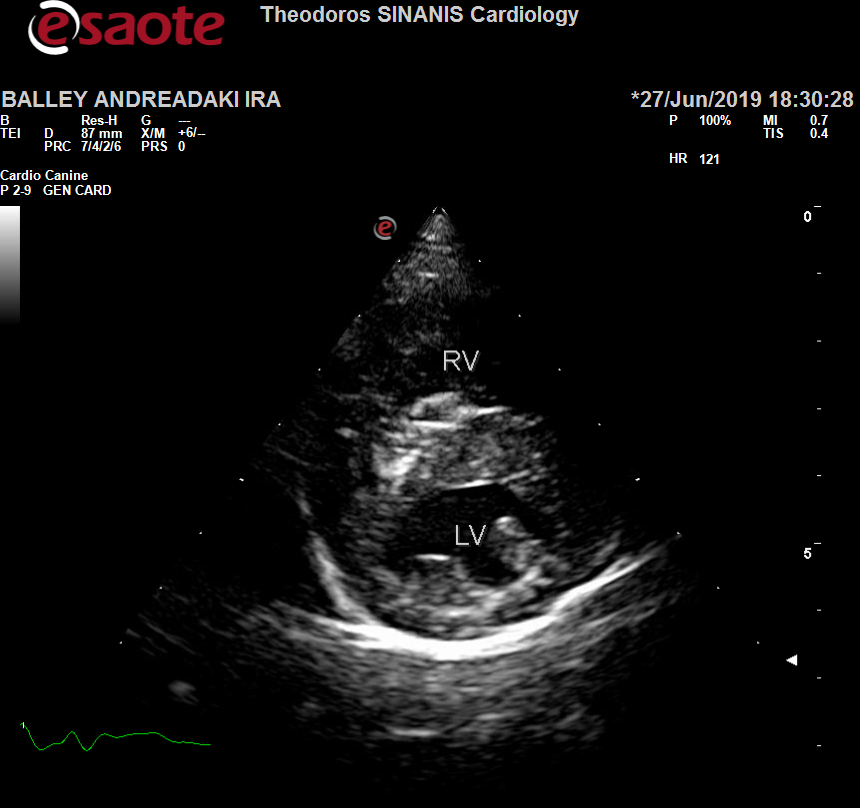 esaote
Theodoros SINANIS Cardiology
BALLEY ANDREADAKI IRA
*27/Jun/2019 18:30:28
B Res-H G ---
TEI D 87 mm X/M +6/--
PRC 7/4/2/6 PRS 0
P 100% MI 0.7
TIS 0.4
HR 121
Cardio Canine
P 2-9 GEN CARD
0
e
RV
LV
5
1